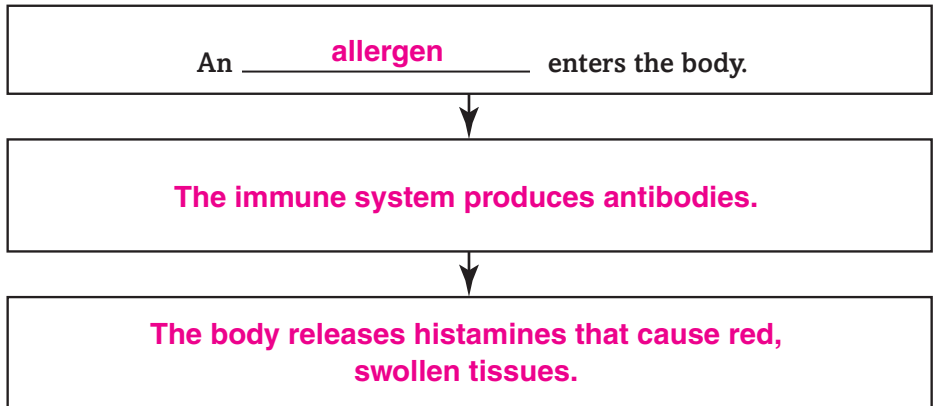 An allergen enters the body.
The immune system produces antibodies.
The body releases histamines that cause red,
swollen tissues.